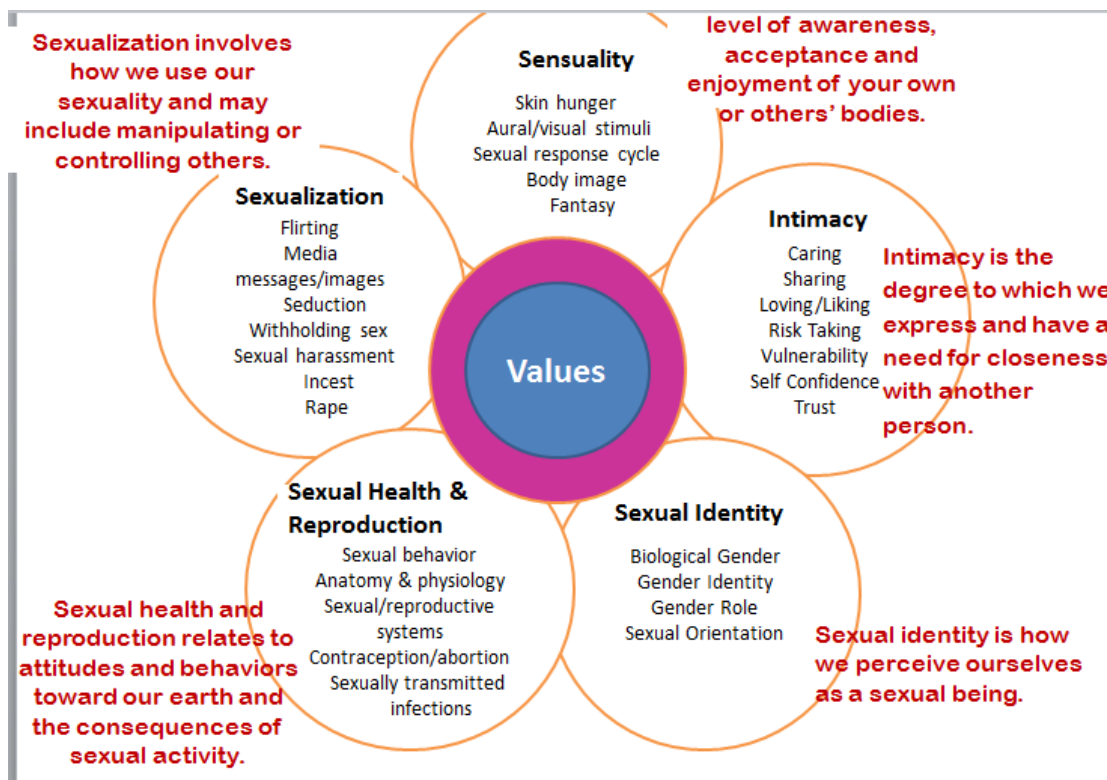 Sexualization involves
how we use our
sexuality and may
include manipulating or
controlling others.
level of awareness,
acceptance and
enjoyment of your own
or others’ bodies.
Sensuality
Skin hunger
Aural/visual stimuli
Sexual response cycle
Body image
Fantasy
Sexualization
Flirting
Media
messages/images
Seduction
Withholding sex
Sexual harassment
Incest
Rape
Intimacy
Caring
Sharing
Loving/Liking
Risk Taking
Vulnerability
Self Confidence
Trust
Intimacy is the
degree to which we
express and have a
need for closeness
with another
person.
Values
Sexual Health &
Reproduction
Sexual behavior
Anatomy & physiology
Sexual/reproductive
systems
Contraception/abortion
Sexually transmitted
infections
Sexual Identity
Biological Gender
Gender Identity
Gender Role
Sexual Orientation
Sexual health and
reproduction relates to
attitudes and behaviors
toward our earth and
the consequences of
sexual activity.
Sexual identity is how
we perceive ourselves
as a sexual being.